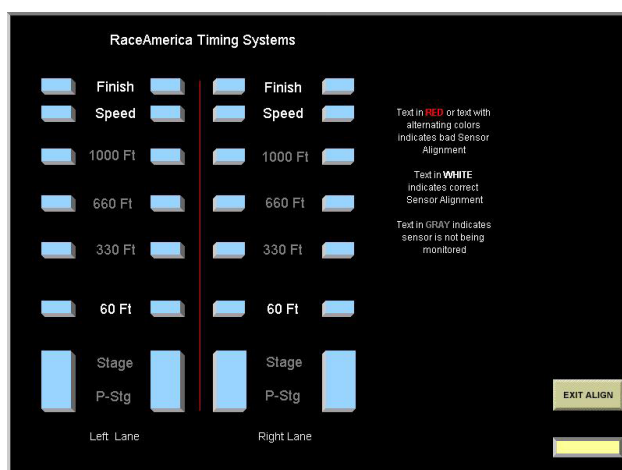 RaceAmerica Timing Systems
Finish Finish
Speed Speed
1000 Ft 1000 Ft
660 Ft 660 Ft
330 Ft 330 Ft
60 Ft 60 Ft
Stage Stage
P-Stg P-Stg
Left Lane Right Lane
Text in RED or text with
alternating colors
indicates bad Sensor
Alignment
Text in WHITE
indicates correct
Sensor Alignment
Text in GRAY indicates
sensor is not being
monitored
EXIT ALIGN